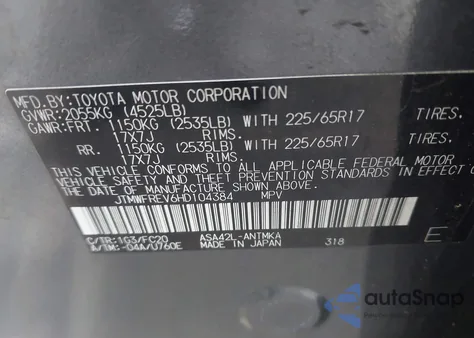 MFD.BY:TOYOTA MOTOR CORPORATION
GVWR:2055KG (4525LB)
GAWR:FRT. 1150KG (2535LB) WITH 225/65R17 TIRES.
17X7J RIMS.
RR. 1150KG (2535LB) WITH 225/65R17 TIRES.
17X7J RIMS.
THIS VEHICLE CONFORMS TO ALL APPLICABLE FEDERAL MOTOR
VEHICLE SAFETY AND THEFT PREVENTION STANDARDS IN EFFECT
THE DATE OF MANUFACTURE SHOWN ABOVE.
JTMWFREV6HD104384 MPV
C/TR:1G3/FC20 ASA42L-ANTMKA
A/TM:-04A/U760E MADE IN JAPAN 318 E
autoSnap